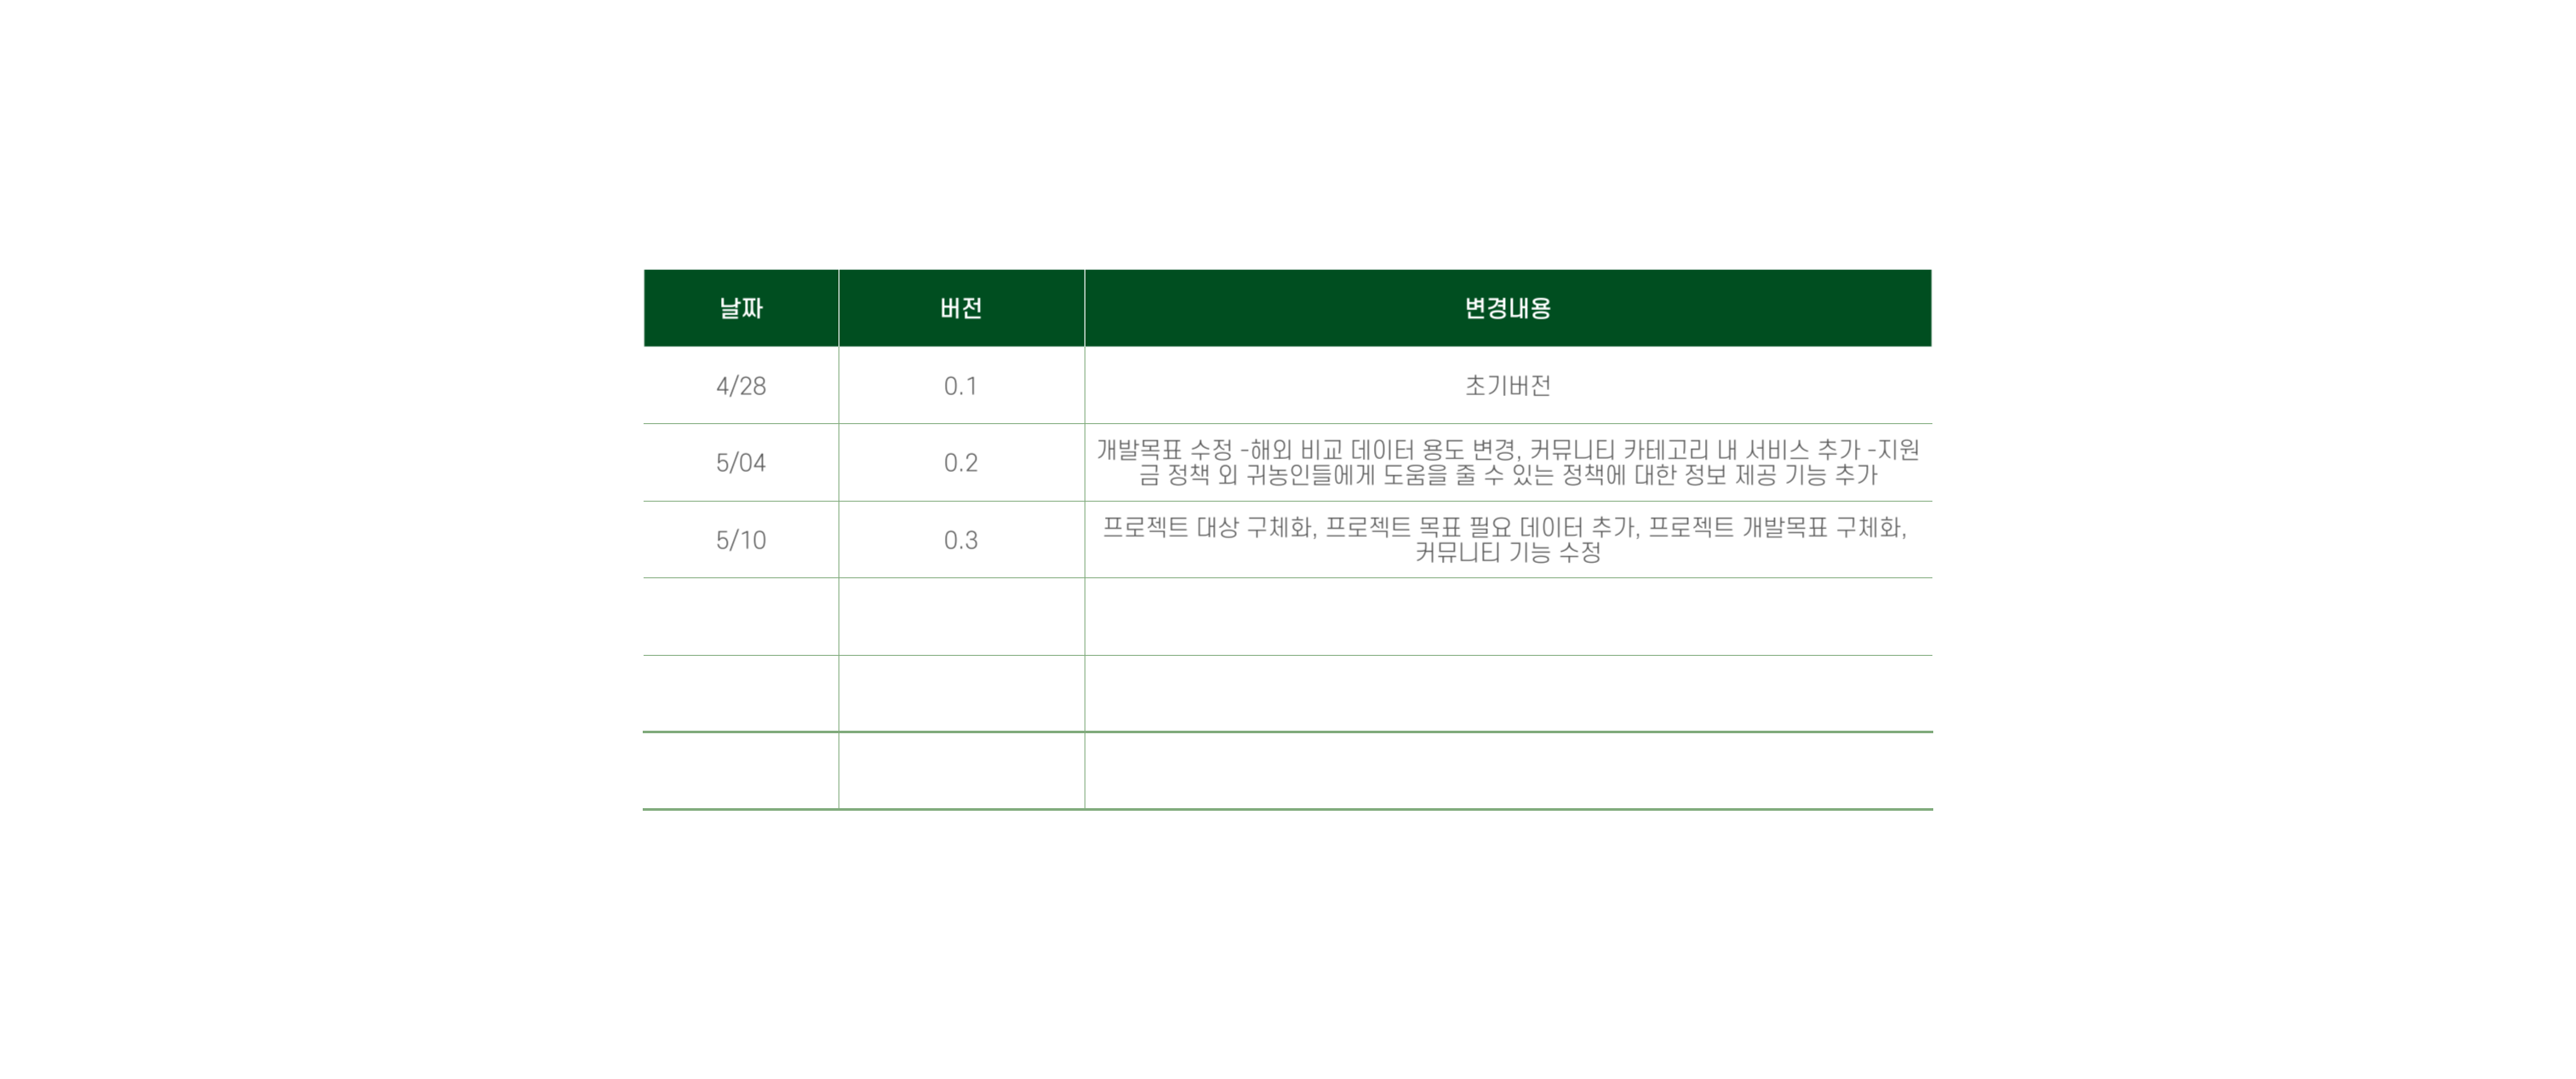 날짜 버전 변경내용
4/28 0.1 초기버전
5/04 0.2 개발목표 수정 -해외 비교 데이터 용도 변경, 커뮤니티 카테고리 내 서비스 추가 -지원
금 정책 외 귀농인들에게 도움을 줄 수 있는 정책에 대한 정보 제공 기능 추가
5/10 0.3 프로젝트 대상 구체화, 프로젝트 목표 필요 데이터 추가, 프로젝트 개발목표 구체화,
커뮤니티 기능 수정